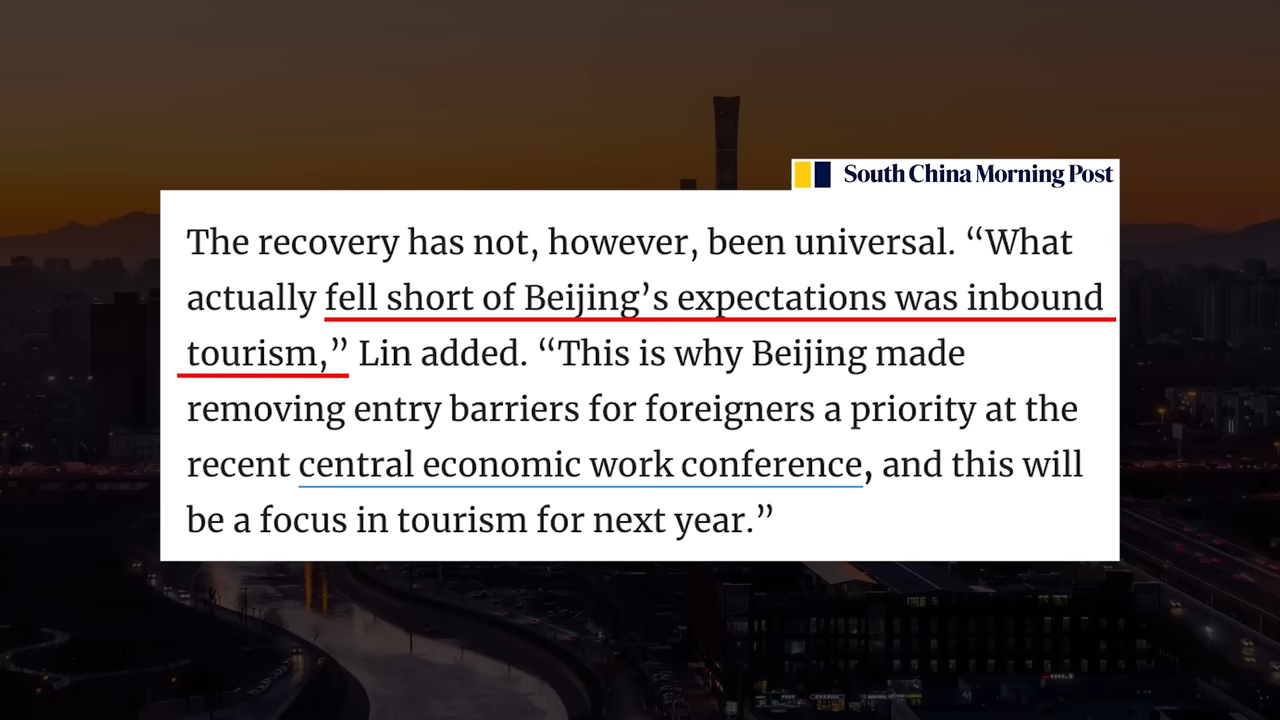 South China Morning Post
The recovery has not, however, been universal. “What
actually fell short of Beijing’s expectations was inbound
tourism,” Lin added. “This is why Beijing made
removing entry barriers for foreigners a priority at the
recent central economic work conference, and this will
be a focus in tourism for next year.”